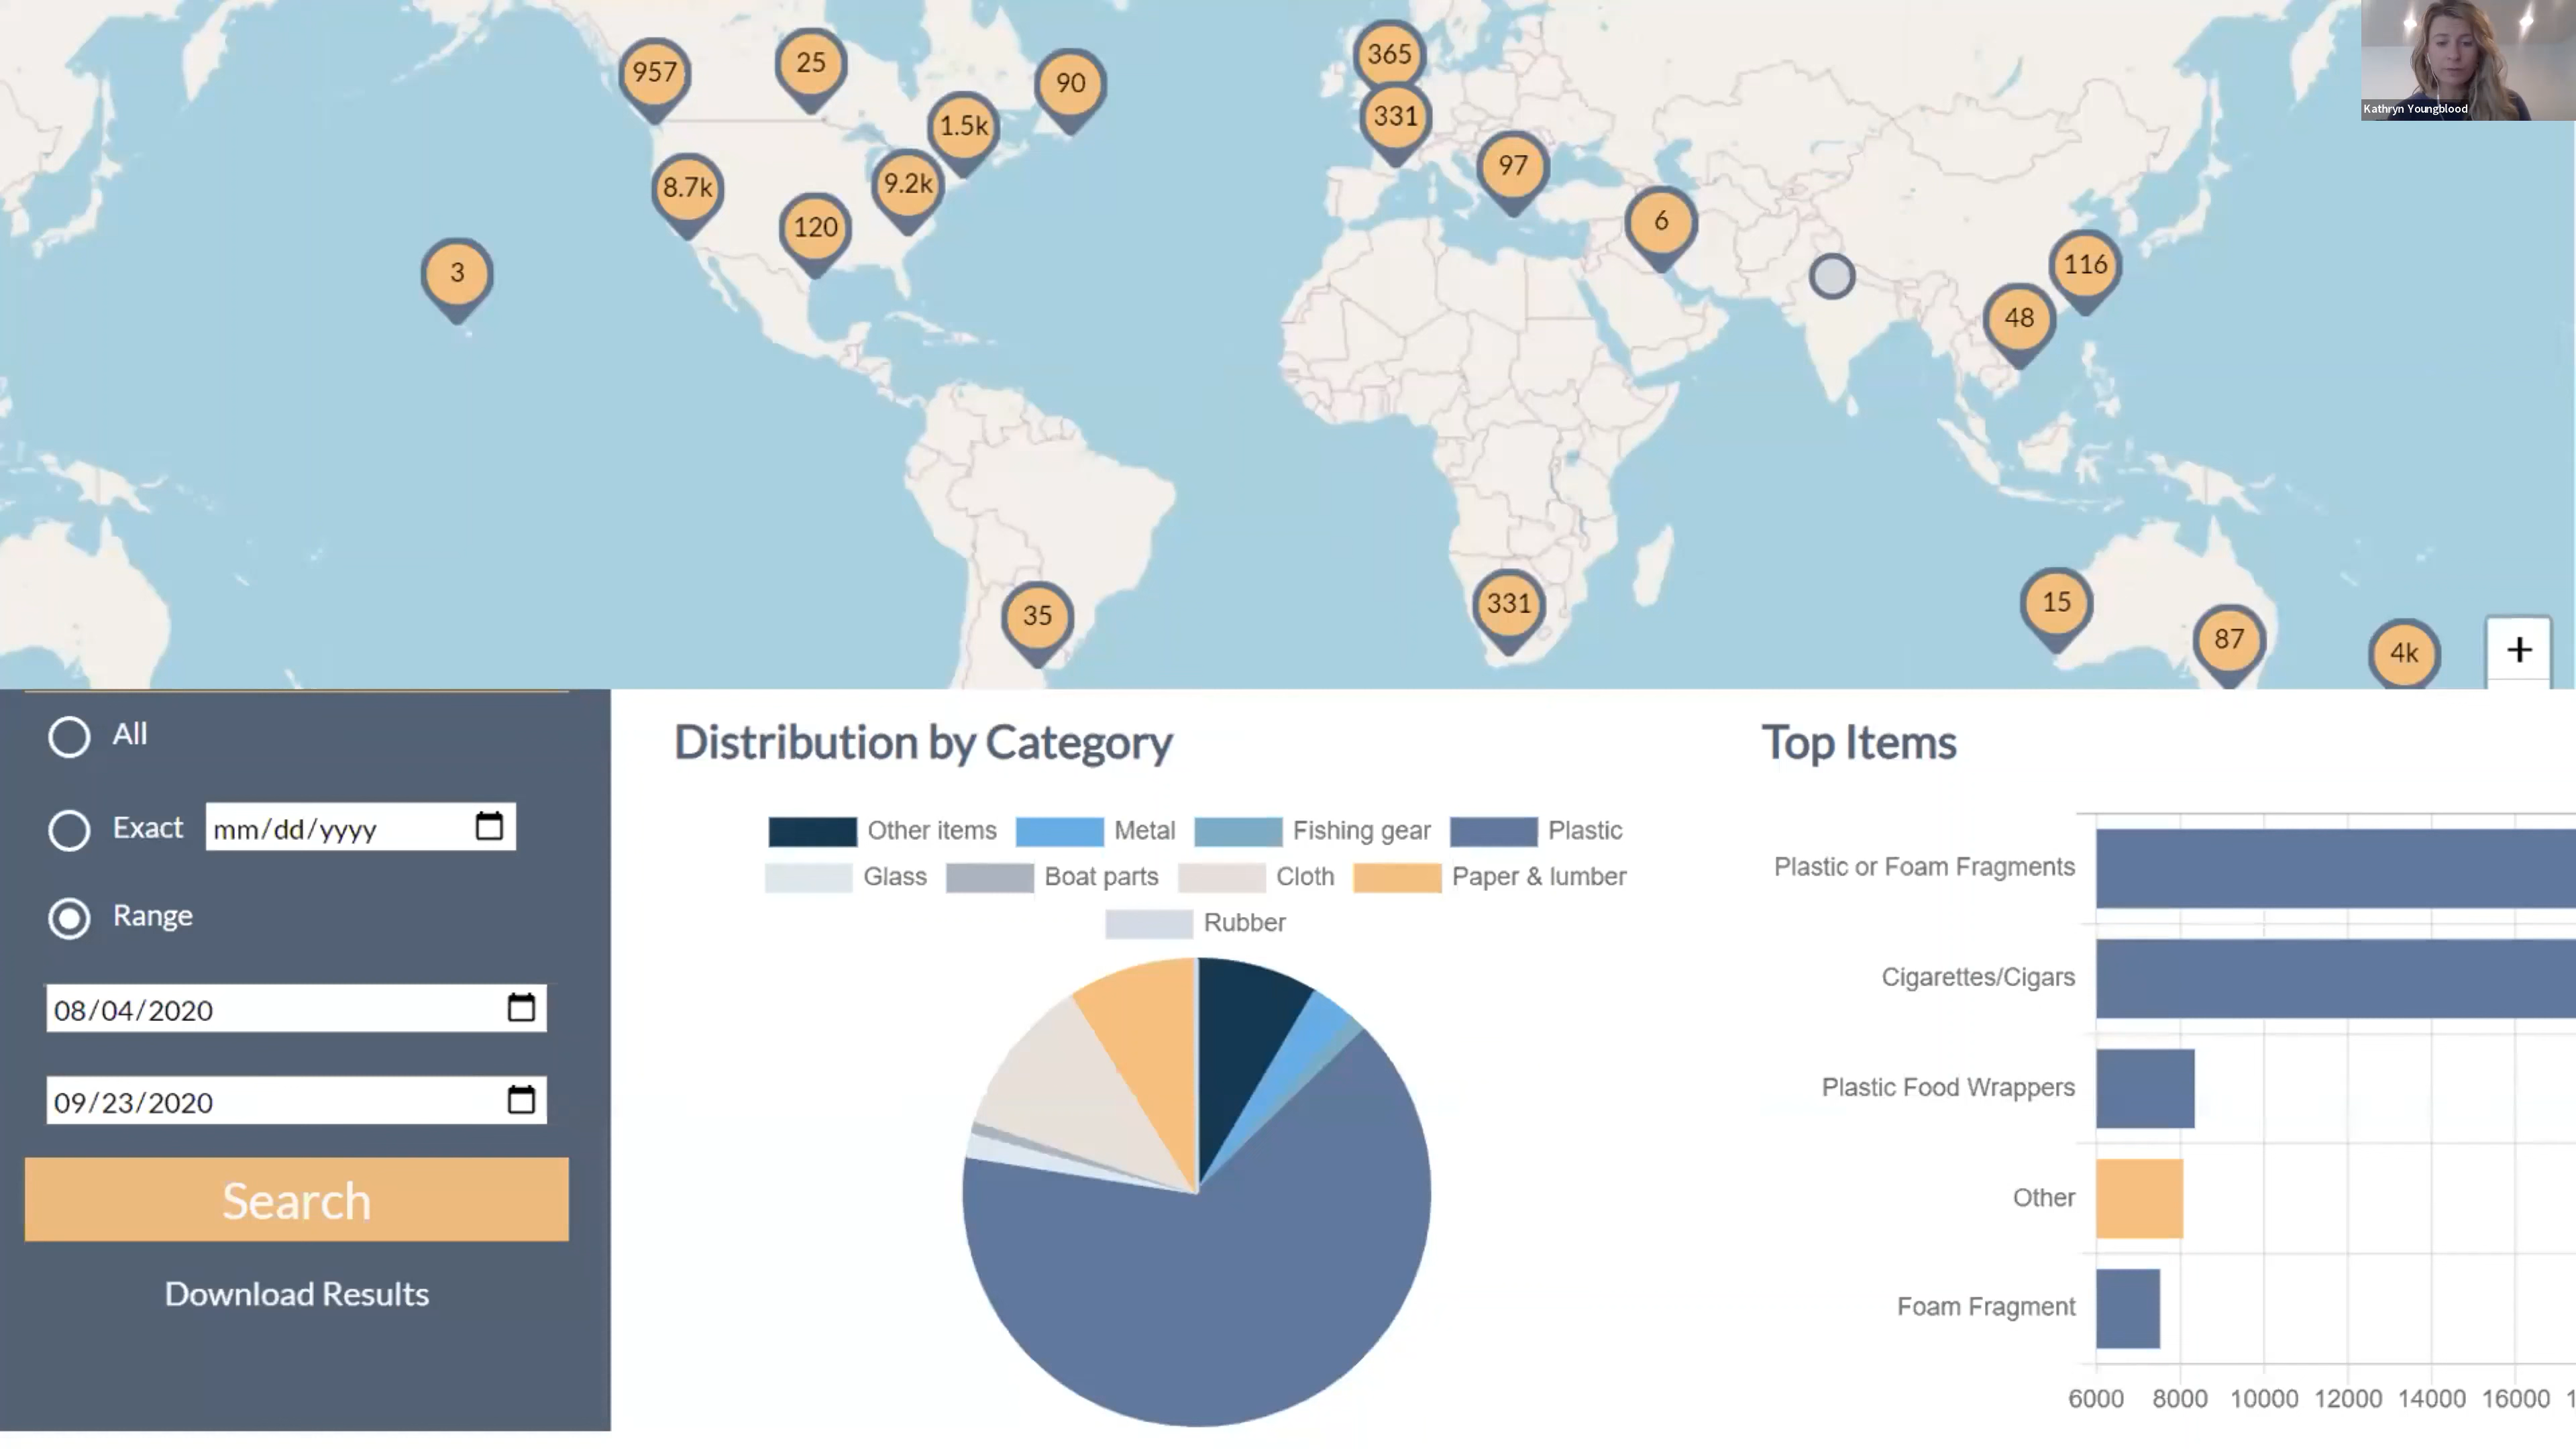 957
25
90
365
1.5k
331
8.7k
9.2k
97
120
6
3
116
48
35
331
15
87
4k
+
Kathryn Youngblood
All
Exact mm/dd/yyyy
Range
08/04/2020
09/23/2020
Search
Download Results
Distribution by Category
Other items Metal Fishing gear Plastic
Glass Boat parts Cloth Paper & lumber
Rubber
Top Items
Plastic or Foam Fragments
Cigarettes/Cigars
Plastic Food Wrappers
Other
Foam Fragment
6000 8000 10000 12000 14000 16000